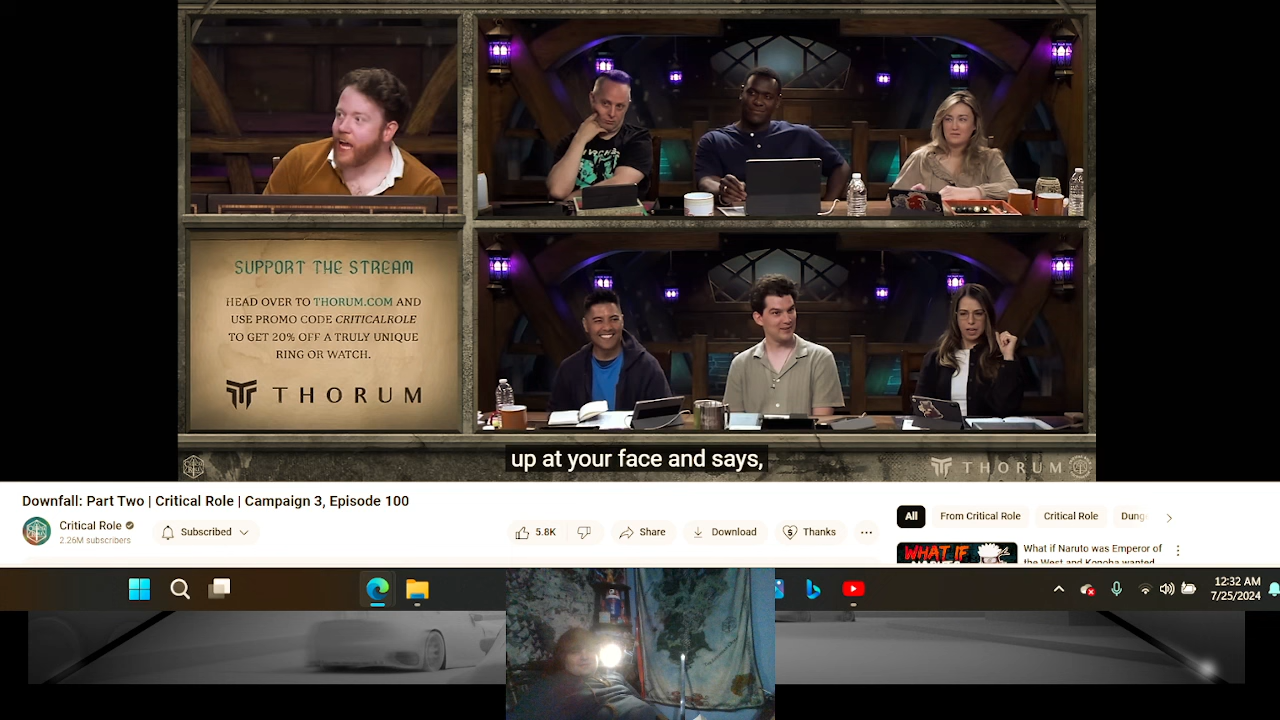 SUPPORT THE STREAM
HEAD OVER TO THORUM.COM AND
USE PROMO CODE CRITICALROLE
TO GET 20% OFF A TRULY UNIQUE
RING OR WATCH.
THORUM
up at your face and says,
THORUM
Downfall: Part Two | Critical Role | Campaign 3, Episode 100
Critical Role
2.26M subscribers
Subscribed
5.8K
Share
Download
Thanks
All
From Critical Role
Critical Role
Dung
WHAT IF
What if Naruto was Emperor of
the West and Konoha wanted
12:32 AM
7/25/2024